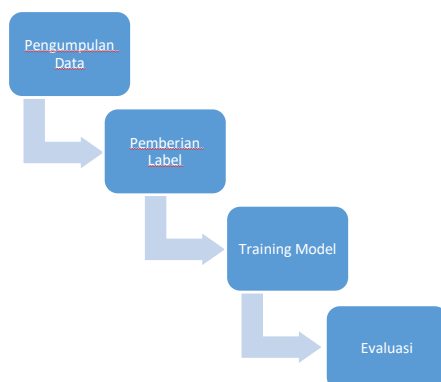 Pengumpulan
Data
Pemberian
Label
Training Model
Evaluasi